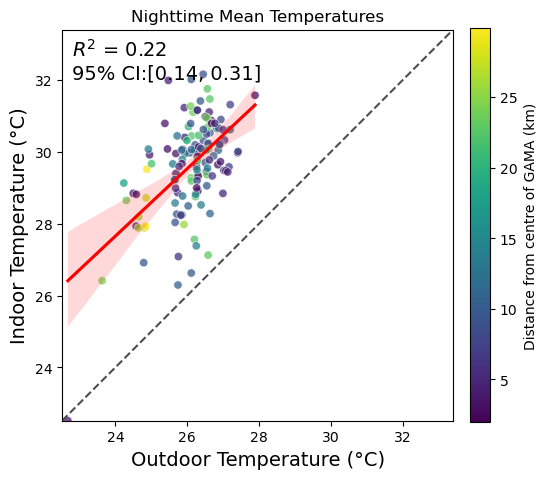 Nighttime Mean Temperatures
R² = 0.22
95% CI:[0.14, 0.31]
32
30
28
26
24
Indoor Temperature (°C)
24 26 28 30 32
Outdoor Temperature (°C)
25
20
15
10
5
Distance from centre of GAMA (km)